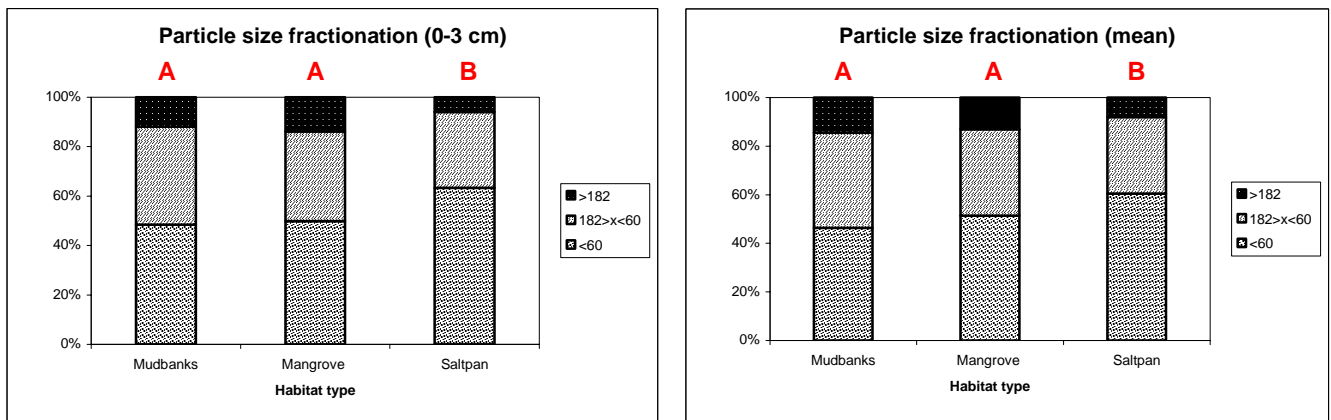 Particle size fractionation (0-3 cm)
A A B
100%
80%
60%
40%
20%
0%
Mudbanks Mangrove Saltpan
Habitat type
>182
182>x<60
<60
Particle size fractionation (mean)
A A B
100%
80%
60%
40%
20%
0%
Mudbanks Mangrove Saltpan
Habitat type
>182
182>x<60
<60